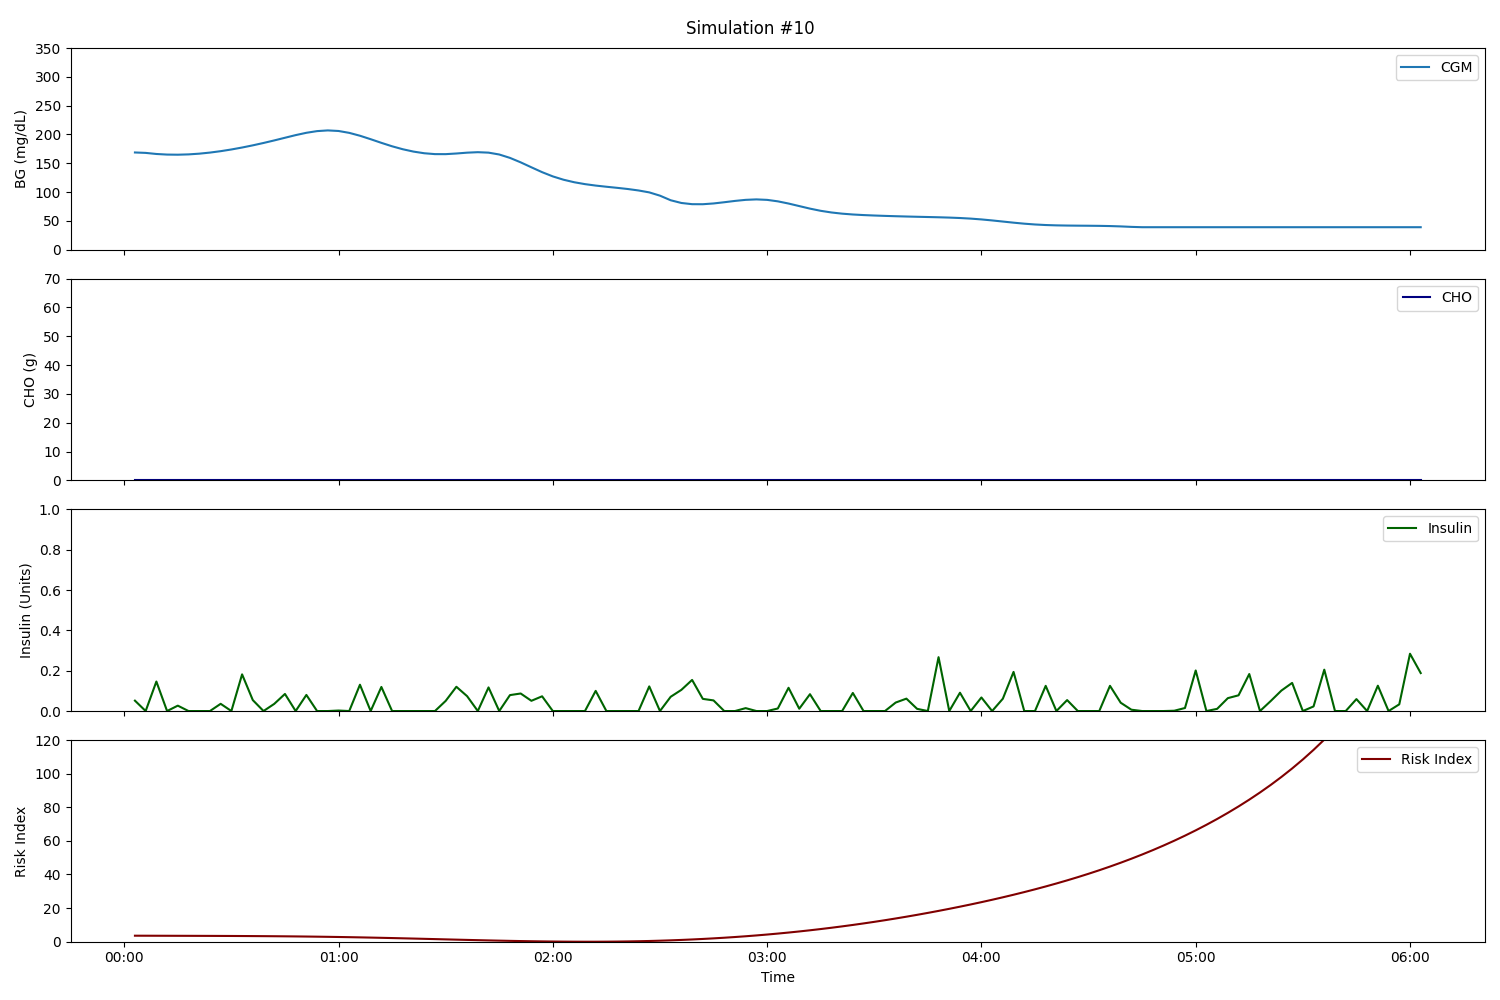 Simulation #10
350
300
250
200
150
100
50
0
BG (mg/dL)
CGM
70
60
50
40
30
20
10
0
CHO (g)
CHO
1.0
0.8
0.6
0.4
0.2
0.0
Insulin (Units)
Insulin
120
100
80
60
40
20
0
Risk Index
Risk Index
00:00 01:00 02:00 03:00 04:00 05:00 06:00
Time